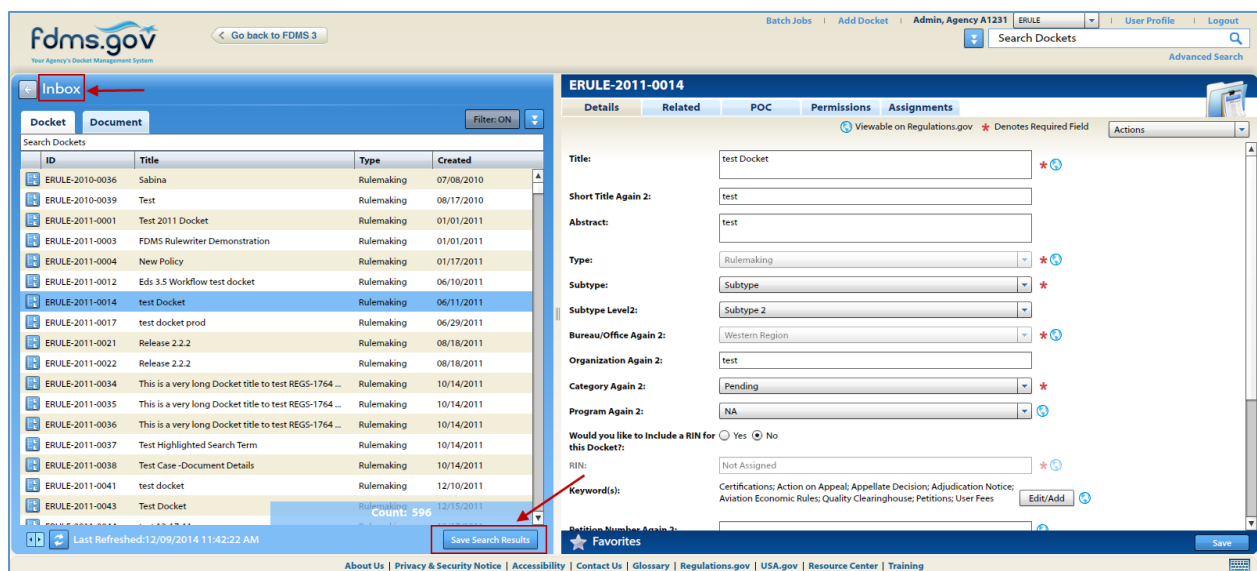 fdms.gov
Your Agency's Docket Management System
Go back to FDMS 3
Batch Jobs | Add Docket | Admin, Agency A1231 ERULE | User Profile | Logout
Search Dockets
Advanced Search
Inbox
Docket Document Filter: ON
Search Dockets
ID Title Type Created
ERULE-2010-0036 Sabina Rulemaking 07/08/2010
ERULE-2010-0039 Test Rulemaking 08/17/2010
ERULE-2011-0001 Test 2011 Docket Rulemaking 01/01/2011
ERULE-2011-0003 FDMS Rulewriter Demonstration Rulemaking 01/01/2011
ERULE-2011-0004 New Policy Rulemaking 01/17/2011
ERULE-2011-0012 Eds 3.5 Workflow test docket Rulemaking 06/10/2011
ERULE-2011-0014 test Docket Rulemaking 06/11/2011
ERULE-2011-0017 test docket prod Rulemaking 06/29/2011
ERULE-2011-0021 Release 2.2.2 Rulemaking 08/18/2011
ERULE-2011-0022 Release 2.2.2 Rulemaking 08/18/2011
ERULE-2011-0034 This is a very long Docket title to test REGS-1764 ... Rulemaking 10/14/2011
ERULE-2011-0035 This is a very long Docket title to test REGS-1764 ... Rulemaking 10/14/2011
ERULE-2011-0036 This is a very long Docket title to test REGS-1764 ... Rulemaking 10/14/2011
ERULE-2011-0037 Test Highlighted Search Term Rulemaking 10/14/2011
ERULE-2011-0038 Test Case -Document Details Rulemaking 10/14/2011
ERULE-2011-0041 test docket Rulemaking 12/10/2011
ERULE-2011-0043 Test Docket Rulemaking 12/15/2011
Count: 596
Last Refreshed:12/09/2014 11:42:22 AM Save Search Results
ERULE-2011-0014
Details Related POC Permissions Assignments
Viewable on Regulations.gov * Denotes Required Field Actions
Title: test Docket *
Short Title Again 2: test
Abstract: test
Type: Rulemaking *
Subtype: Subtype *
Subtype Level2: Subtype 2
Bureau/Office Again 2: Western Region *
Organization Again 2: test
Category Again 2: Pending *
Program Again 2: NA
Would you like to Include a RIN for Yes No
this Docket?:
RIN: Not Assigned *
Keyword(s): Certifications; Action on Appeal; Appellate Decision; Adjudication Notice;
Aviation Economic Rules; Quality Clearinghouse; Petitions; User Fees Edit/Add
Petition Number Again 2:
Favorites Save
About Us | Privacy & Security Notice | Accessibility | Contact Us | Glossary | Regulations.gov | USA.gov | Resource Center | Training